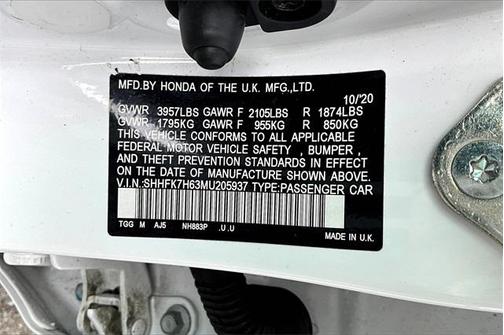 MFD.BY HONDA OF THE U.K. MFG.,LTD.
10/'20
GVWR 3957LBS GAWR F 2105LBS R 1874LBS
GVWR 1795KG GAWR F 955KG R 850KG
THIS VEHICLE CONFORMS TO ALL APPLICABLE
FEDERAL MOTOR VEHICLE SAFETY , BUMPER ,
AND THEFT PREVENTION STANDARDS IN EFFECT
ON THE DATE OF MANUFACTURE SHOWN ABOVE.
V.I.N.:SHHFK7H63MU205937 TYPE:PASSENGER CAR
TGG M AJ5 NH883P .U.U
MADE IN U.K.